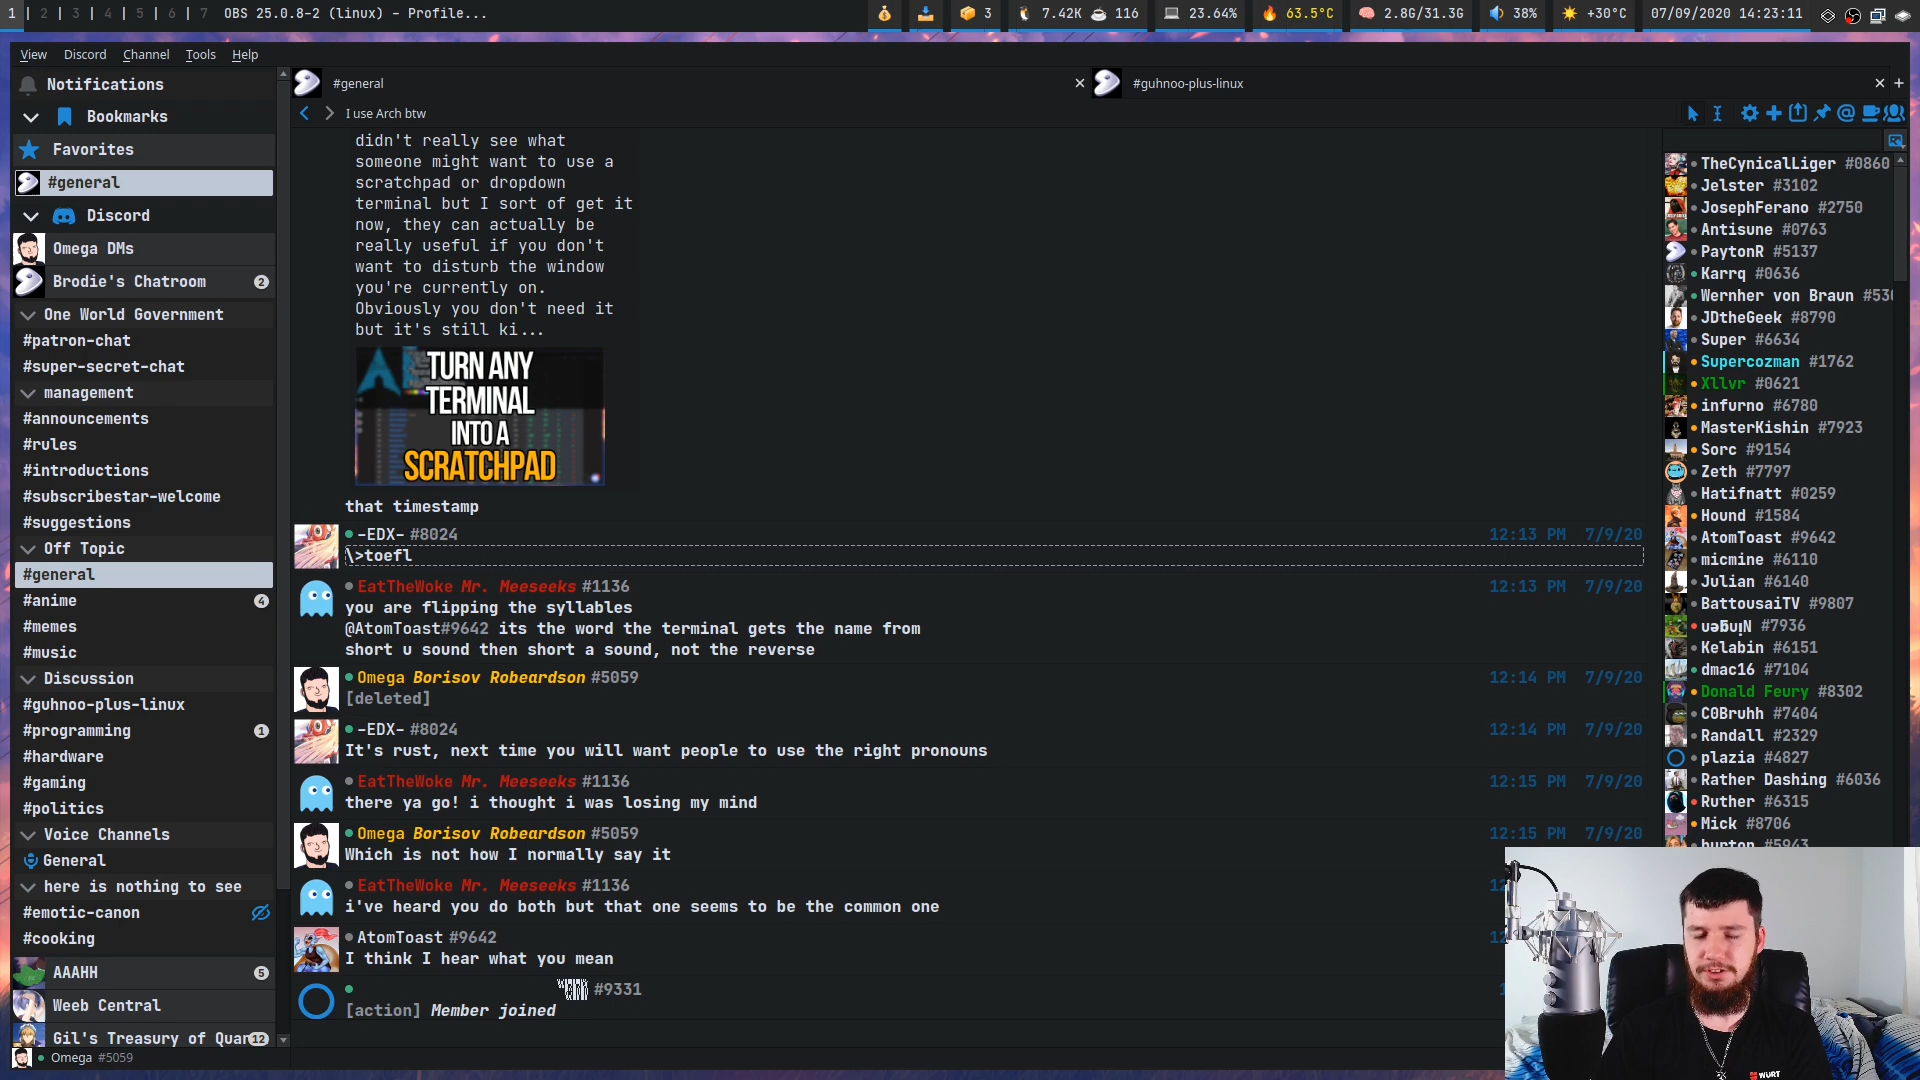 1 | 2 | 3 | 4 | 5 | 6 | 7 OBS 25.0.8-2 (linux) - Profile...
3 7.42K 116 23.64% 63.5°C 2.8G/31.3G 38% +30°C 07/09/2020 14:23:11
View Discord Channel Tools Help
Notifications
Bookmarks
Favorites
#general
Discord
Omega DMs
Brodie's Chatroom 2
One World Government
#patron-chat
#super-secret-chat
management
#announcements
#rules
#introductions
#subscribestar-welcome
#suggestions
Off Topic
#general
#anime 4
#memes
#music
Discussion
#guhnoo-plus-linux
#programming 1
#hardware
#gaming
#politics
Voice Channels
General
here is nothing to see
#emotic-canon
#cooking
AAAHH 5
Weeb Central
Gil's Treasury of Quar 12
Omega #5059
#general
#guhnoo-plus-linux
I use Arch btw
didn't really see what
someone might want to use a
scratchpad or dropdown
terminal but I sort of get it
now, they can actually be
really useful if you don't
want to disturb the window
you're currently on.
Obviously you don't need it
but it's still ki...
TURN ANY
TERMINAL
INTO A
SCRATCHPAD
that timestamp
-EDX- #8024 12:13 PM 7/9/20
\>toefl
EatTheWoke Mr. Meeseeks #1136 12:13 PM 7/9/20
you are flipping the syllables
@AtomToast#9642 its the word the terminal gets the name from
short u sound then short a sound, not the reverse
Omega Borisov Robeardson #5059 12:14 PM 7/9/20
[deleted]
-EDX- #8024 12:14 PM 7/9/20
It's rust, next time you will want people to use the right pronouns
EatTheWoke Mr. Meeseeks #1136 12:15 PM 7/9/20
there ya go! i thought i was losing my mind
Omega Borisov Robeardson #5059 12:15 PM 7/9/20
Which is not how I normally say it
EatTheWoke Mr. Meeseeks #1136
i've heard you do both but that one seems to be the common one
AtomToast #9642
I think I hear what you mean
#9331
[action] Member joined
TheCynicalLiger #0860
Jelster #3102
JosephFerano #2750
Antisune #0763
PaytonR #5137
Karrq #0636
Wernher von Braun #530
JDtheGeek #8790
Super #6634
Supercozman #1762
Xllvr #0621
infurno #6780
MasterKishin #7923
Sorc #9154
Zeth #7797
Hatifnatt #0259
Hound #1584
AtomToast #9642
micmine #6110
Julian #6140
BattousaiTV #9807
#7936
Kelabin #6151
dmac16 #7104
Donald Feury #8302
C0Bruhh #7404
Randall #2329
plazia #4827
Rather Dashing #6036
Ruther #6315
Mick #8706
burton #5943
WURT